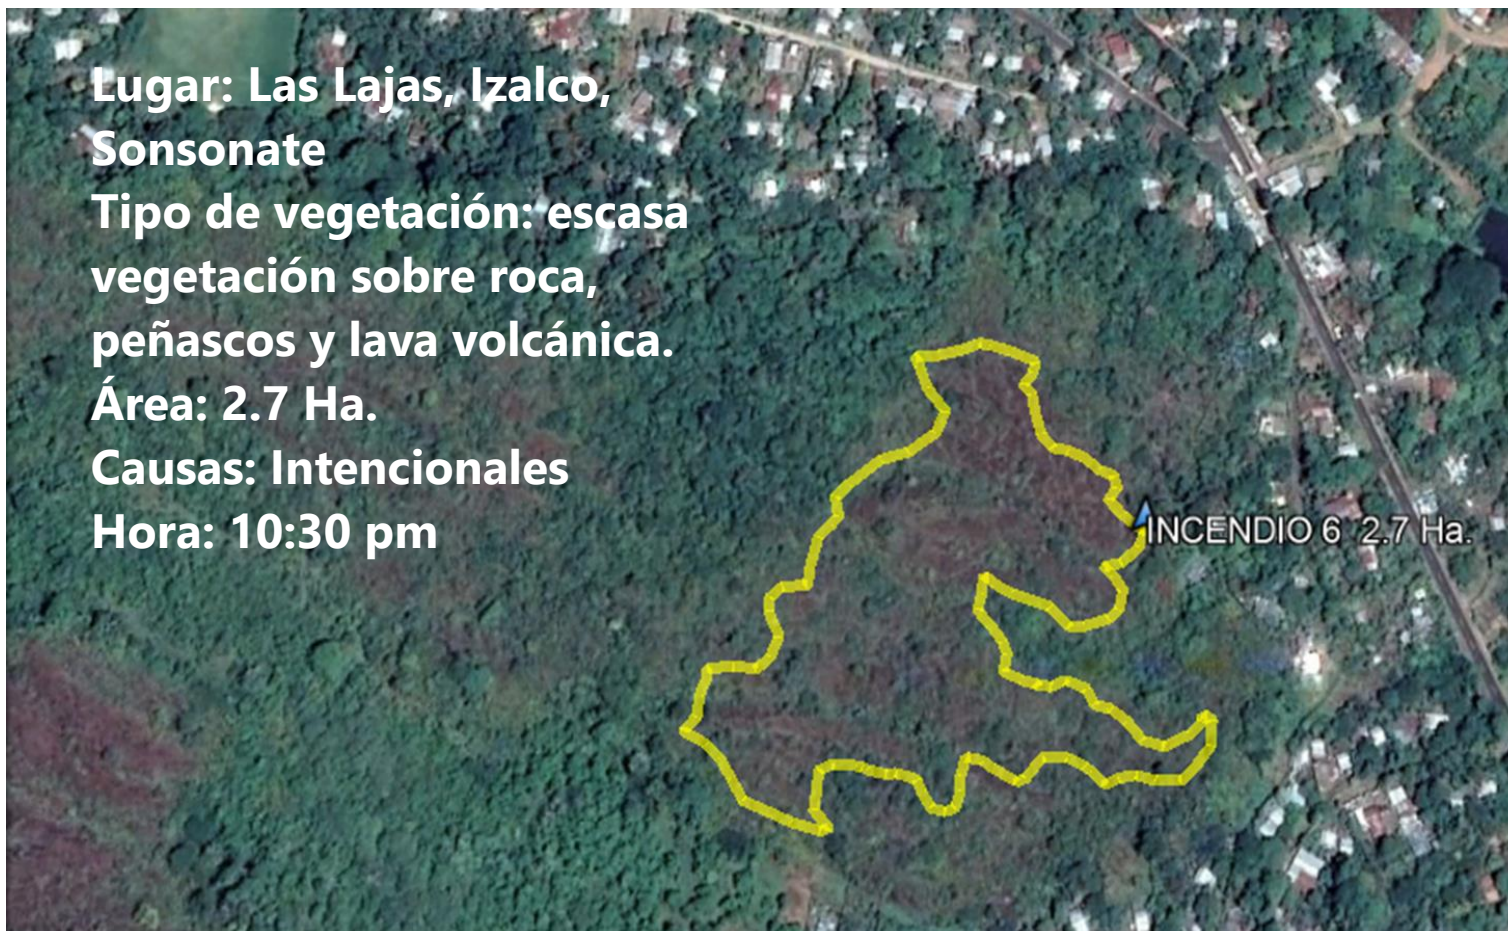 Lugar: Las Lajas, Izalco,
Sonsonate
Tipo de vegetación: escasa
vegetación sobre roca,
peñascos y lava volcánica.
Área: 2.7 Ha.
Causas: Intencionales
Hora: 10:30 pm
INCENDIO 6 2.7 Ha.